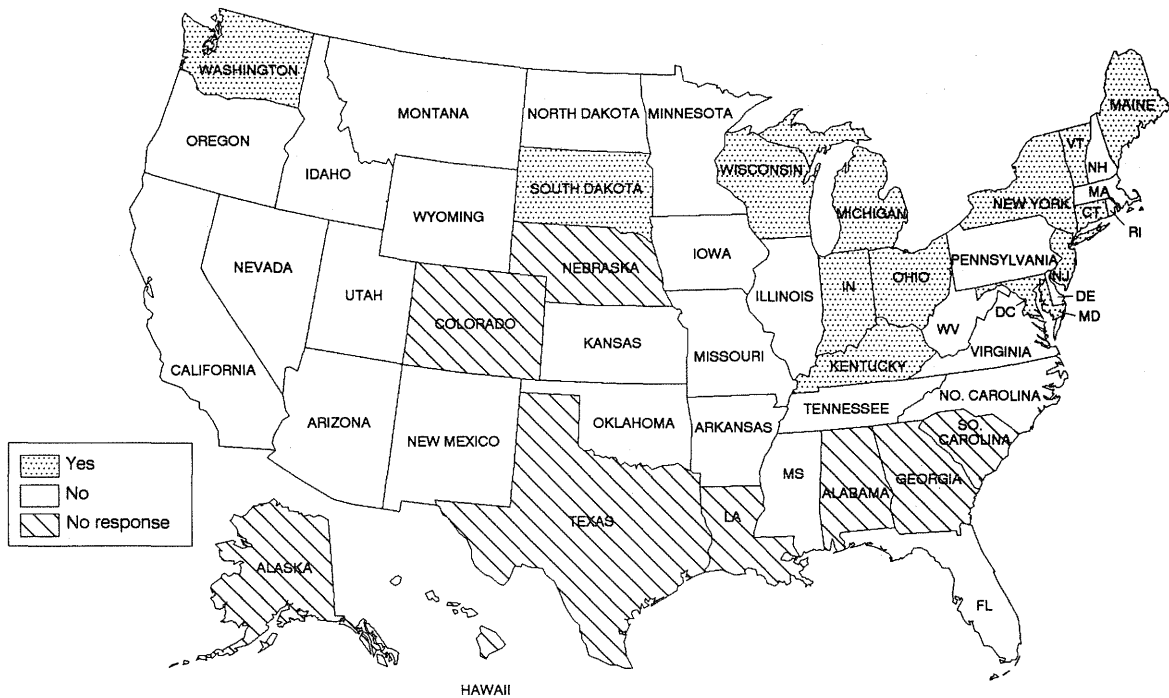 WASHINGTON
MONTANA
NORTH DAKOTA
MINNESOTA
MAINE
OREGON
IDAHO
WISCONSIN
VT
NH
SOUTH DAKOTA
WYOMING
MICHIGAN
NEW YORK
MA
CT
RI
IOWA
PENNSYLVANIA
NEBRASKA
NEVADA
UTAH
ILLINOIS
IN
OHIO
NJ
DE
DC
MD
COLORADO
KANSAS
MISSOURI
WV
VIRGINIA
KENTUCKY
CALIFORNIA
NO. CAROLINA
TENNESSEE
ARIZONA
NEW MEXICO
OKLAHOMA
ARKANSAS
SO.
CAROLINA
MS
ALABAMA
GEORGIA
TEXAS
LA
Yes
No
No response
ALASKA
FL
HAWAII